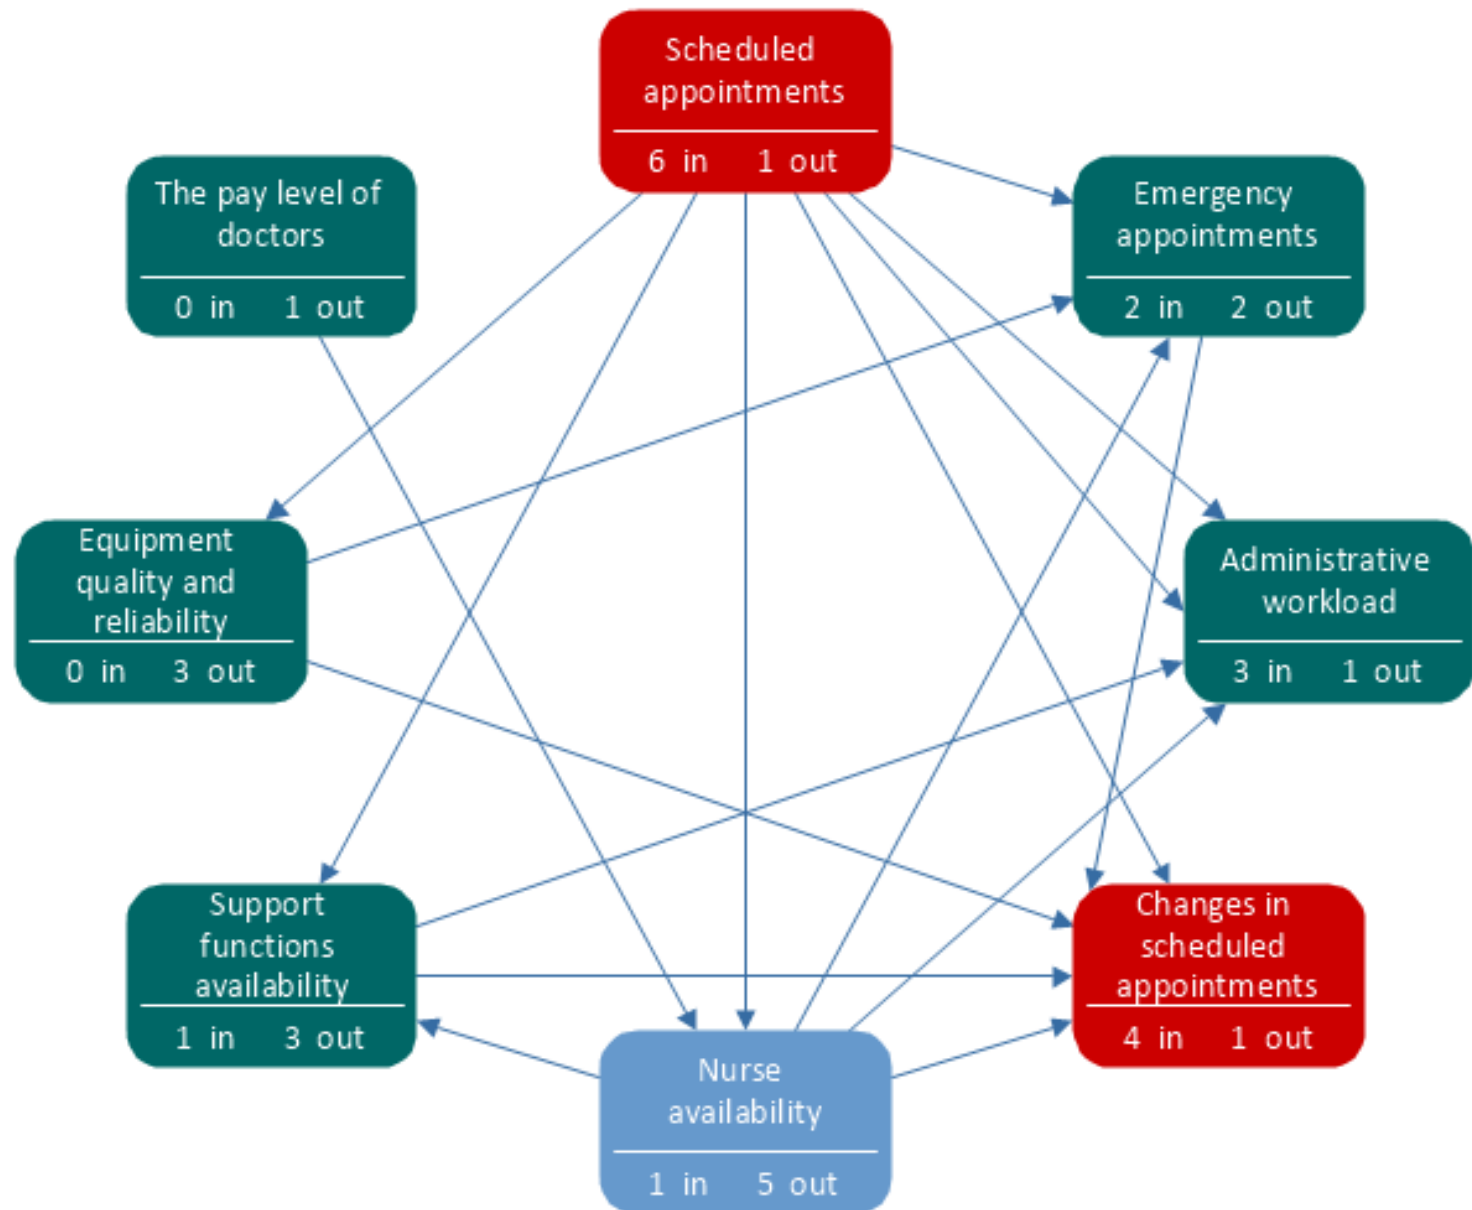 Scheduled
appointments
6 in 1 out
The pay level of
doctors
0 in 1 out
Emergency
appointments
2 in 2 out
Equipment
quality and
reliability
0 in 3 out
Administrative
workload
3 in 1 out
Support
functions
availability
1 in 3 out
Changes in
scheduled
appointments
4 in 1 out
Nurse
availability
1 in 5 out